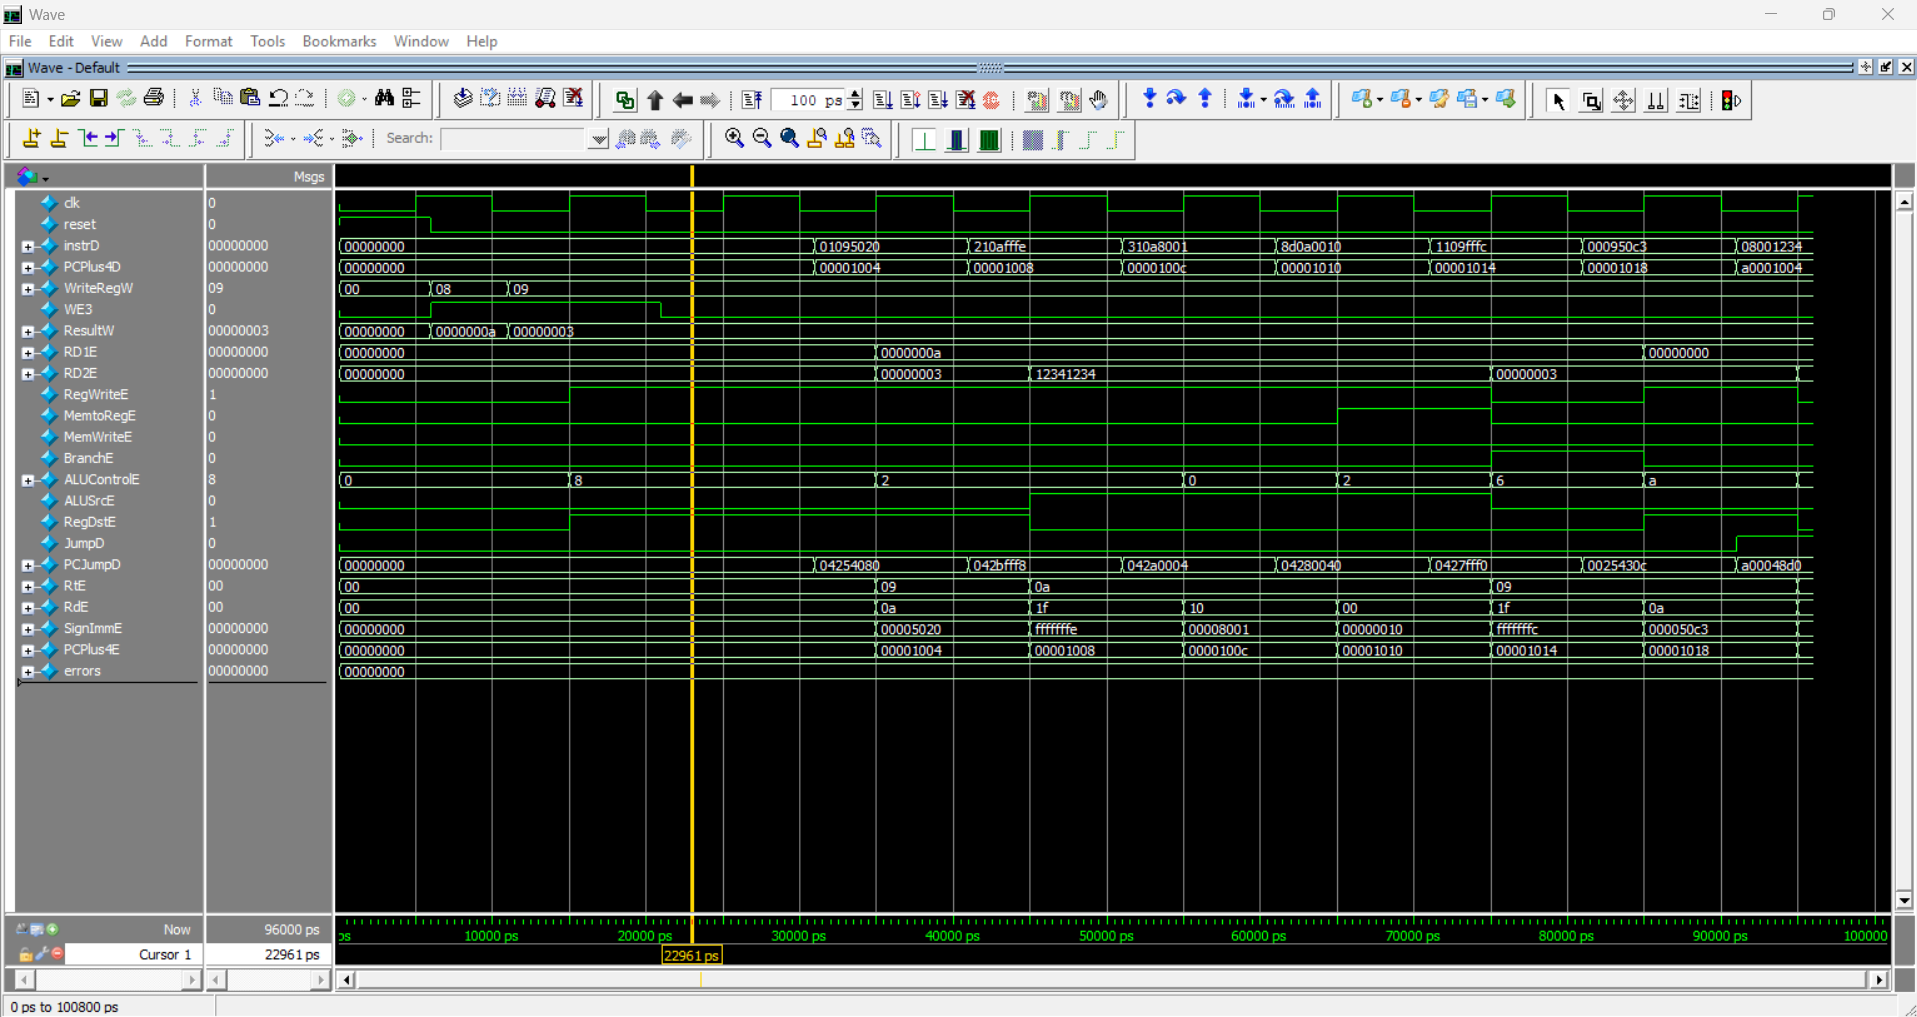 Wave
File Edit View Add Format Tools Bookmarks Window Help
Wave - Default
100 ps
Search:
Msgs
clk 0
reset 0
instrD 00000000 00000000 01095020 210afffe 310a8001 8d0a0010 1109fffc 000950c3 08001234
PCPlus4D 00000000 00000000 00001004 00001008 0000100c 00001010 00001014 00001018 a0001004
WriteRegW 09 00 08 09
WE3 0
ResultW 00000003 00000000 0000000a 00000003
RD1E 00000000 00000000 0000000a 00000000
RD2E 00000000 00000000 00000003 12341234 00000003
RegWriteE 1
MemtoRegE 0
MemWriteE 0
BranchE 0
ALUControlE 8 0 8 2 0 2 6 a
ALUSrcE 0
RegDstE 1
JumpD 0
PCJumpD 00000000 00000000 04254080 042bfff8 042a0004 04280040 0427fff0 0025430c a00048d0
RtE 00 00 09 0a 09
RdE 00 00 0a 1f 10 00 1f 0a
SignImmE 00000000 00000000 00005020 fffffffe 00008001 00000010 fffffffc 000050c3
PCPlus4E 00000000 00000000 00001004 00001008 0000100c 00001010 00001014 00001018
errors 00000000 00000000
Now 96000 ps ps 10000 ps 20000 ps 30000 ps 40000 ps 50000 ps 60000 ps 70000 ps 80000 ps 90000 ps 100000
Cursor 1 22961 ps 22961 ps
0 ps to 100800 ps